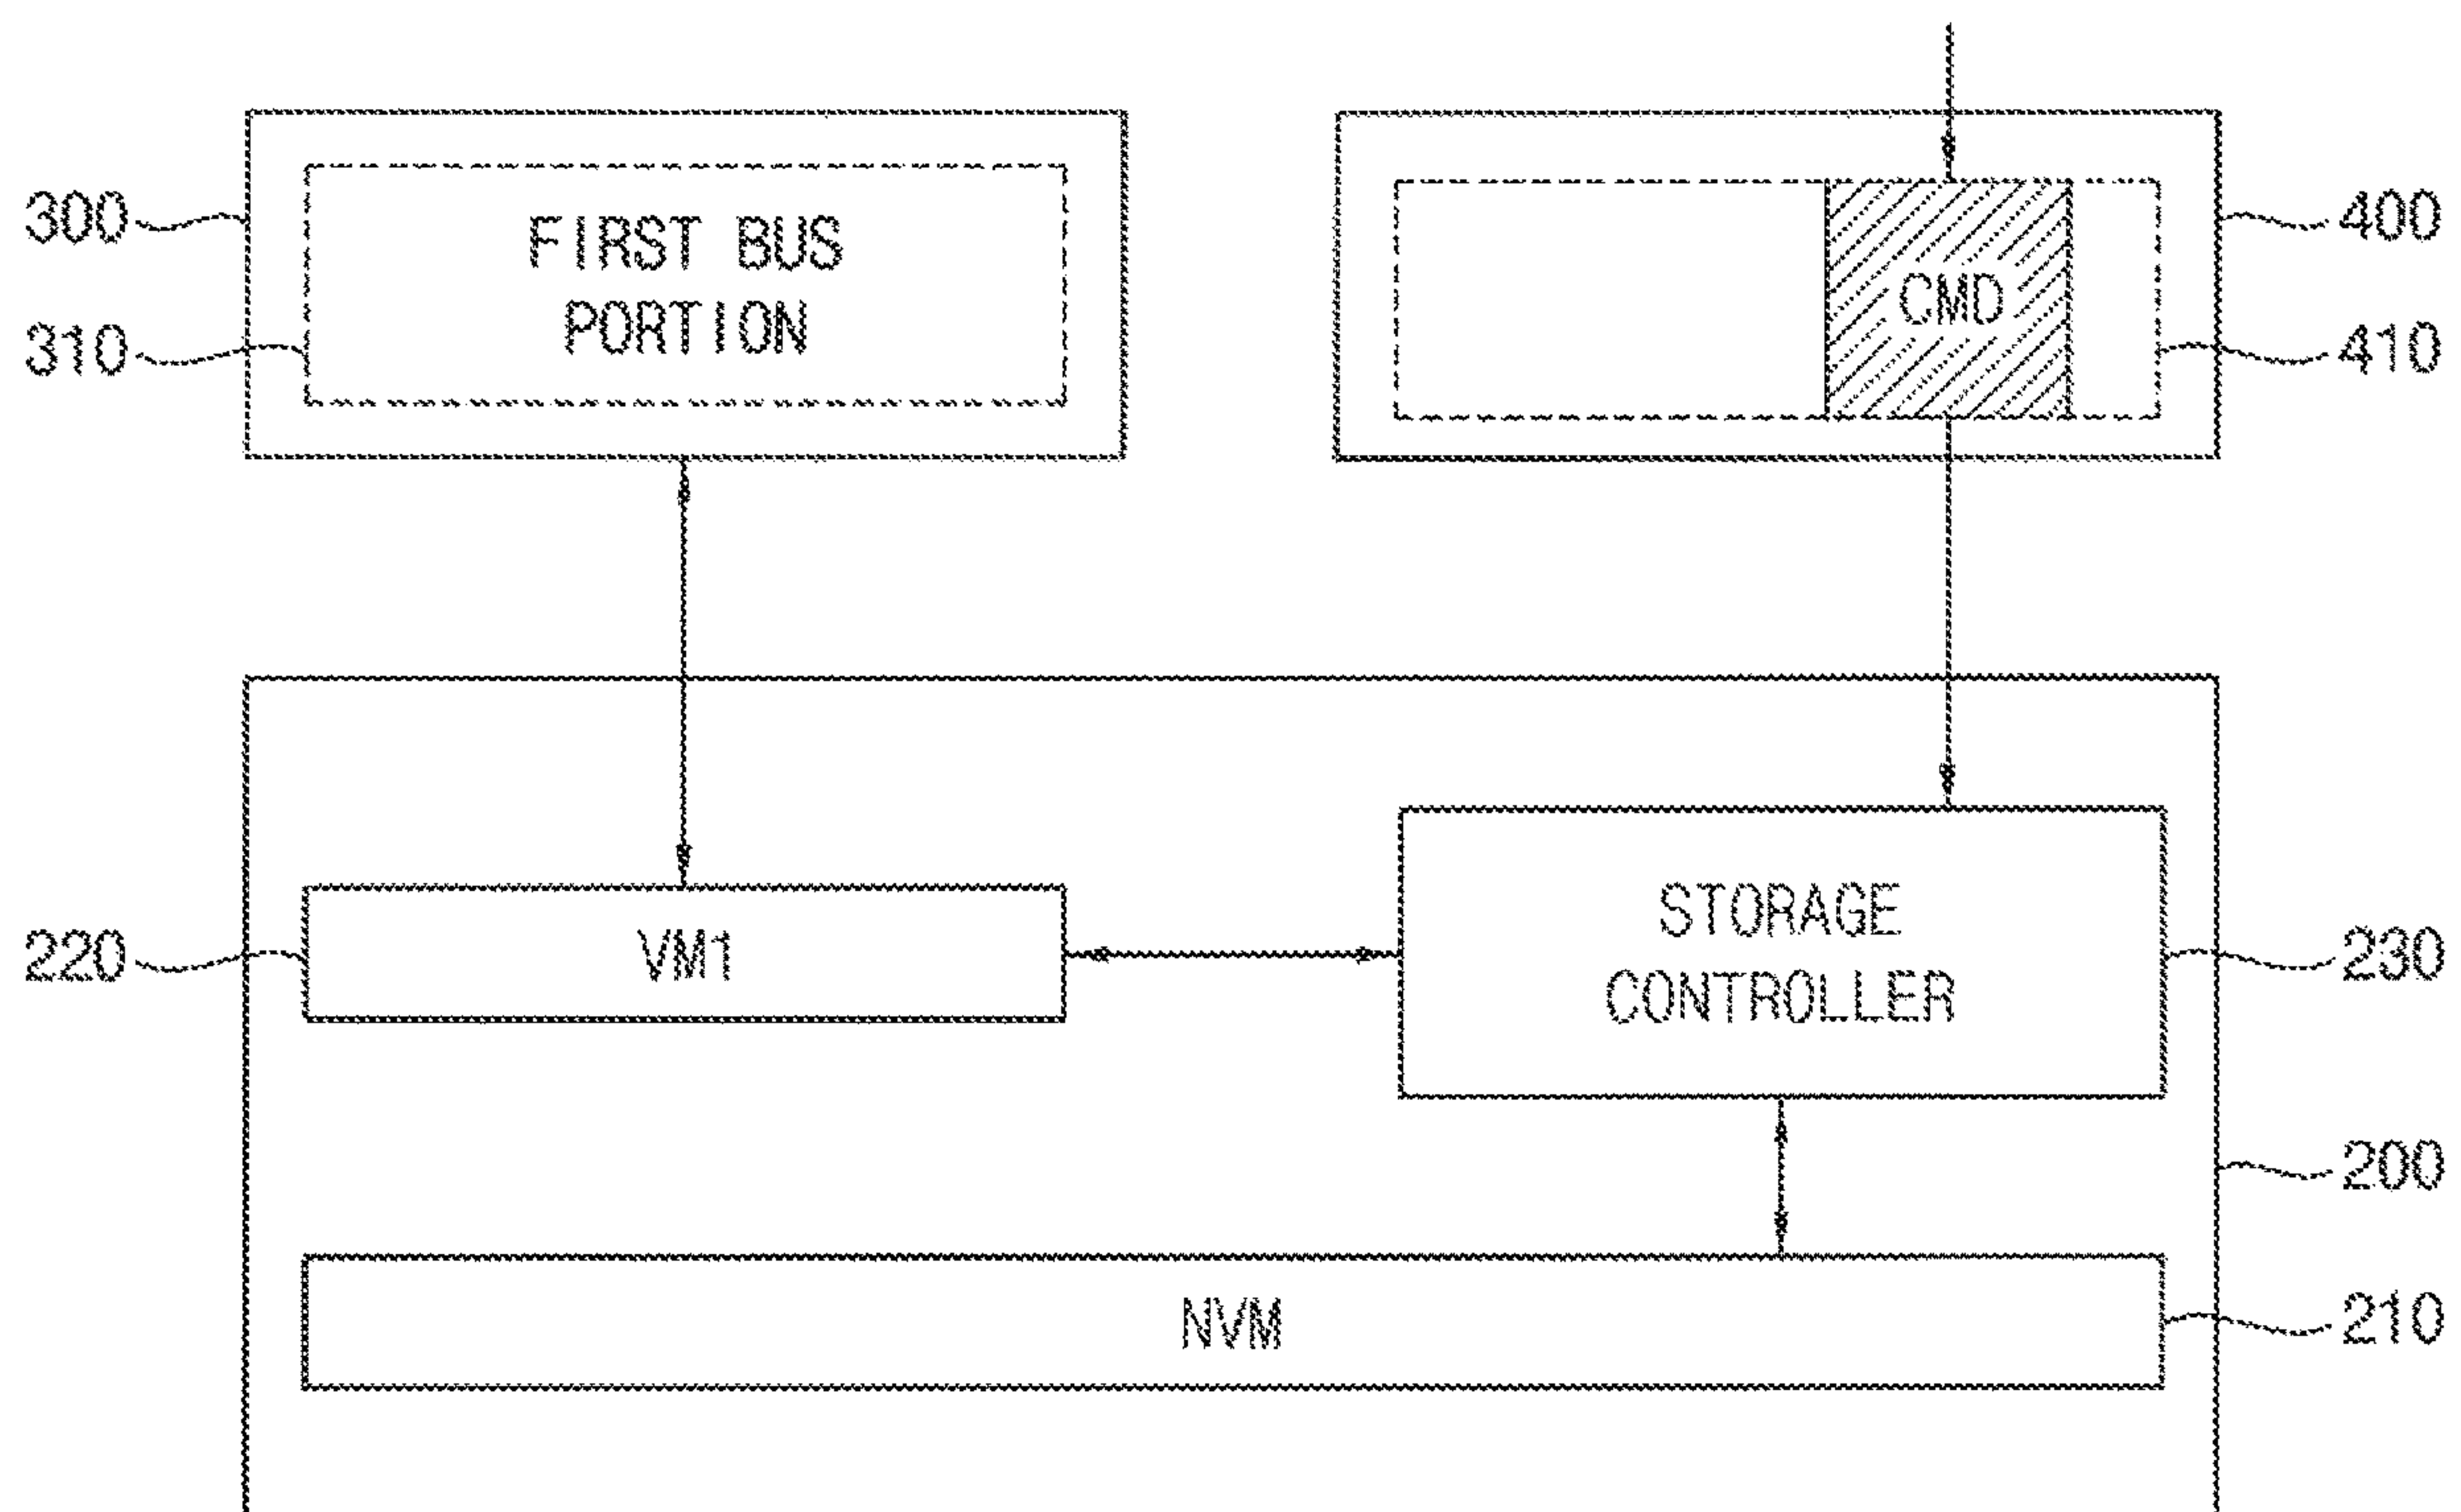 300
FIRST BUS
PORTION
310
CMD
400
410
220
VM1
STORAGE
CONTROLLER
230
200
NVM
210